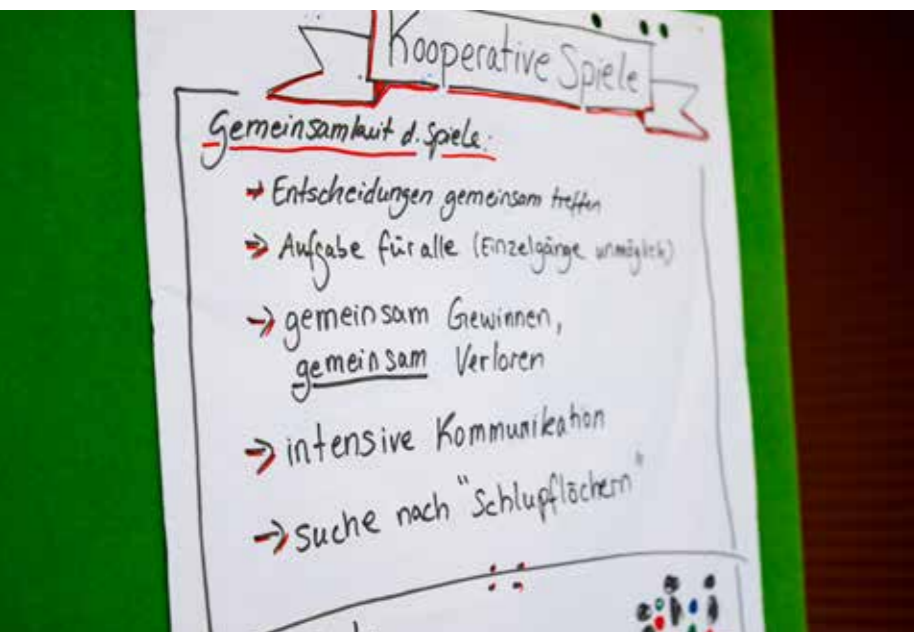 Kooperative Spiele
Gemeinsamkeit d. Spiele:
→ Entscheidungen gemeinsam treffen
→ Aufgabe für alle (Einzelgänge unmöglich)
→ gemeinsam Gewinnen,
gemeinsam Verloren
→ intensive Kommunikation
→ suche nach "Schlupflöchern"